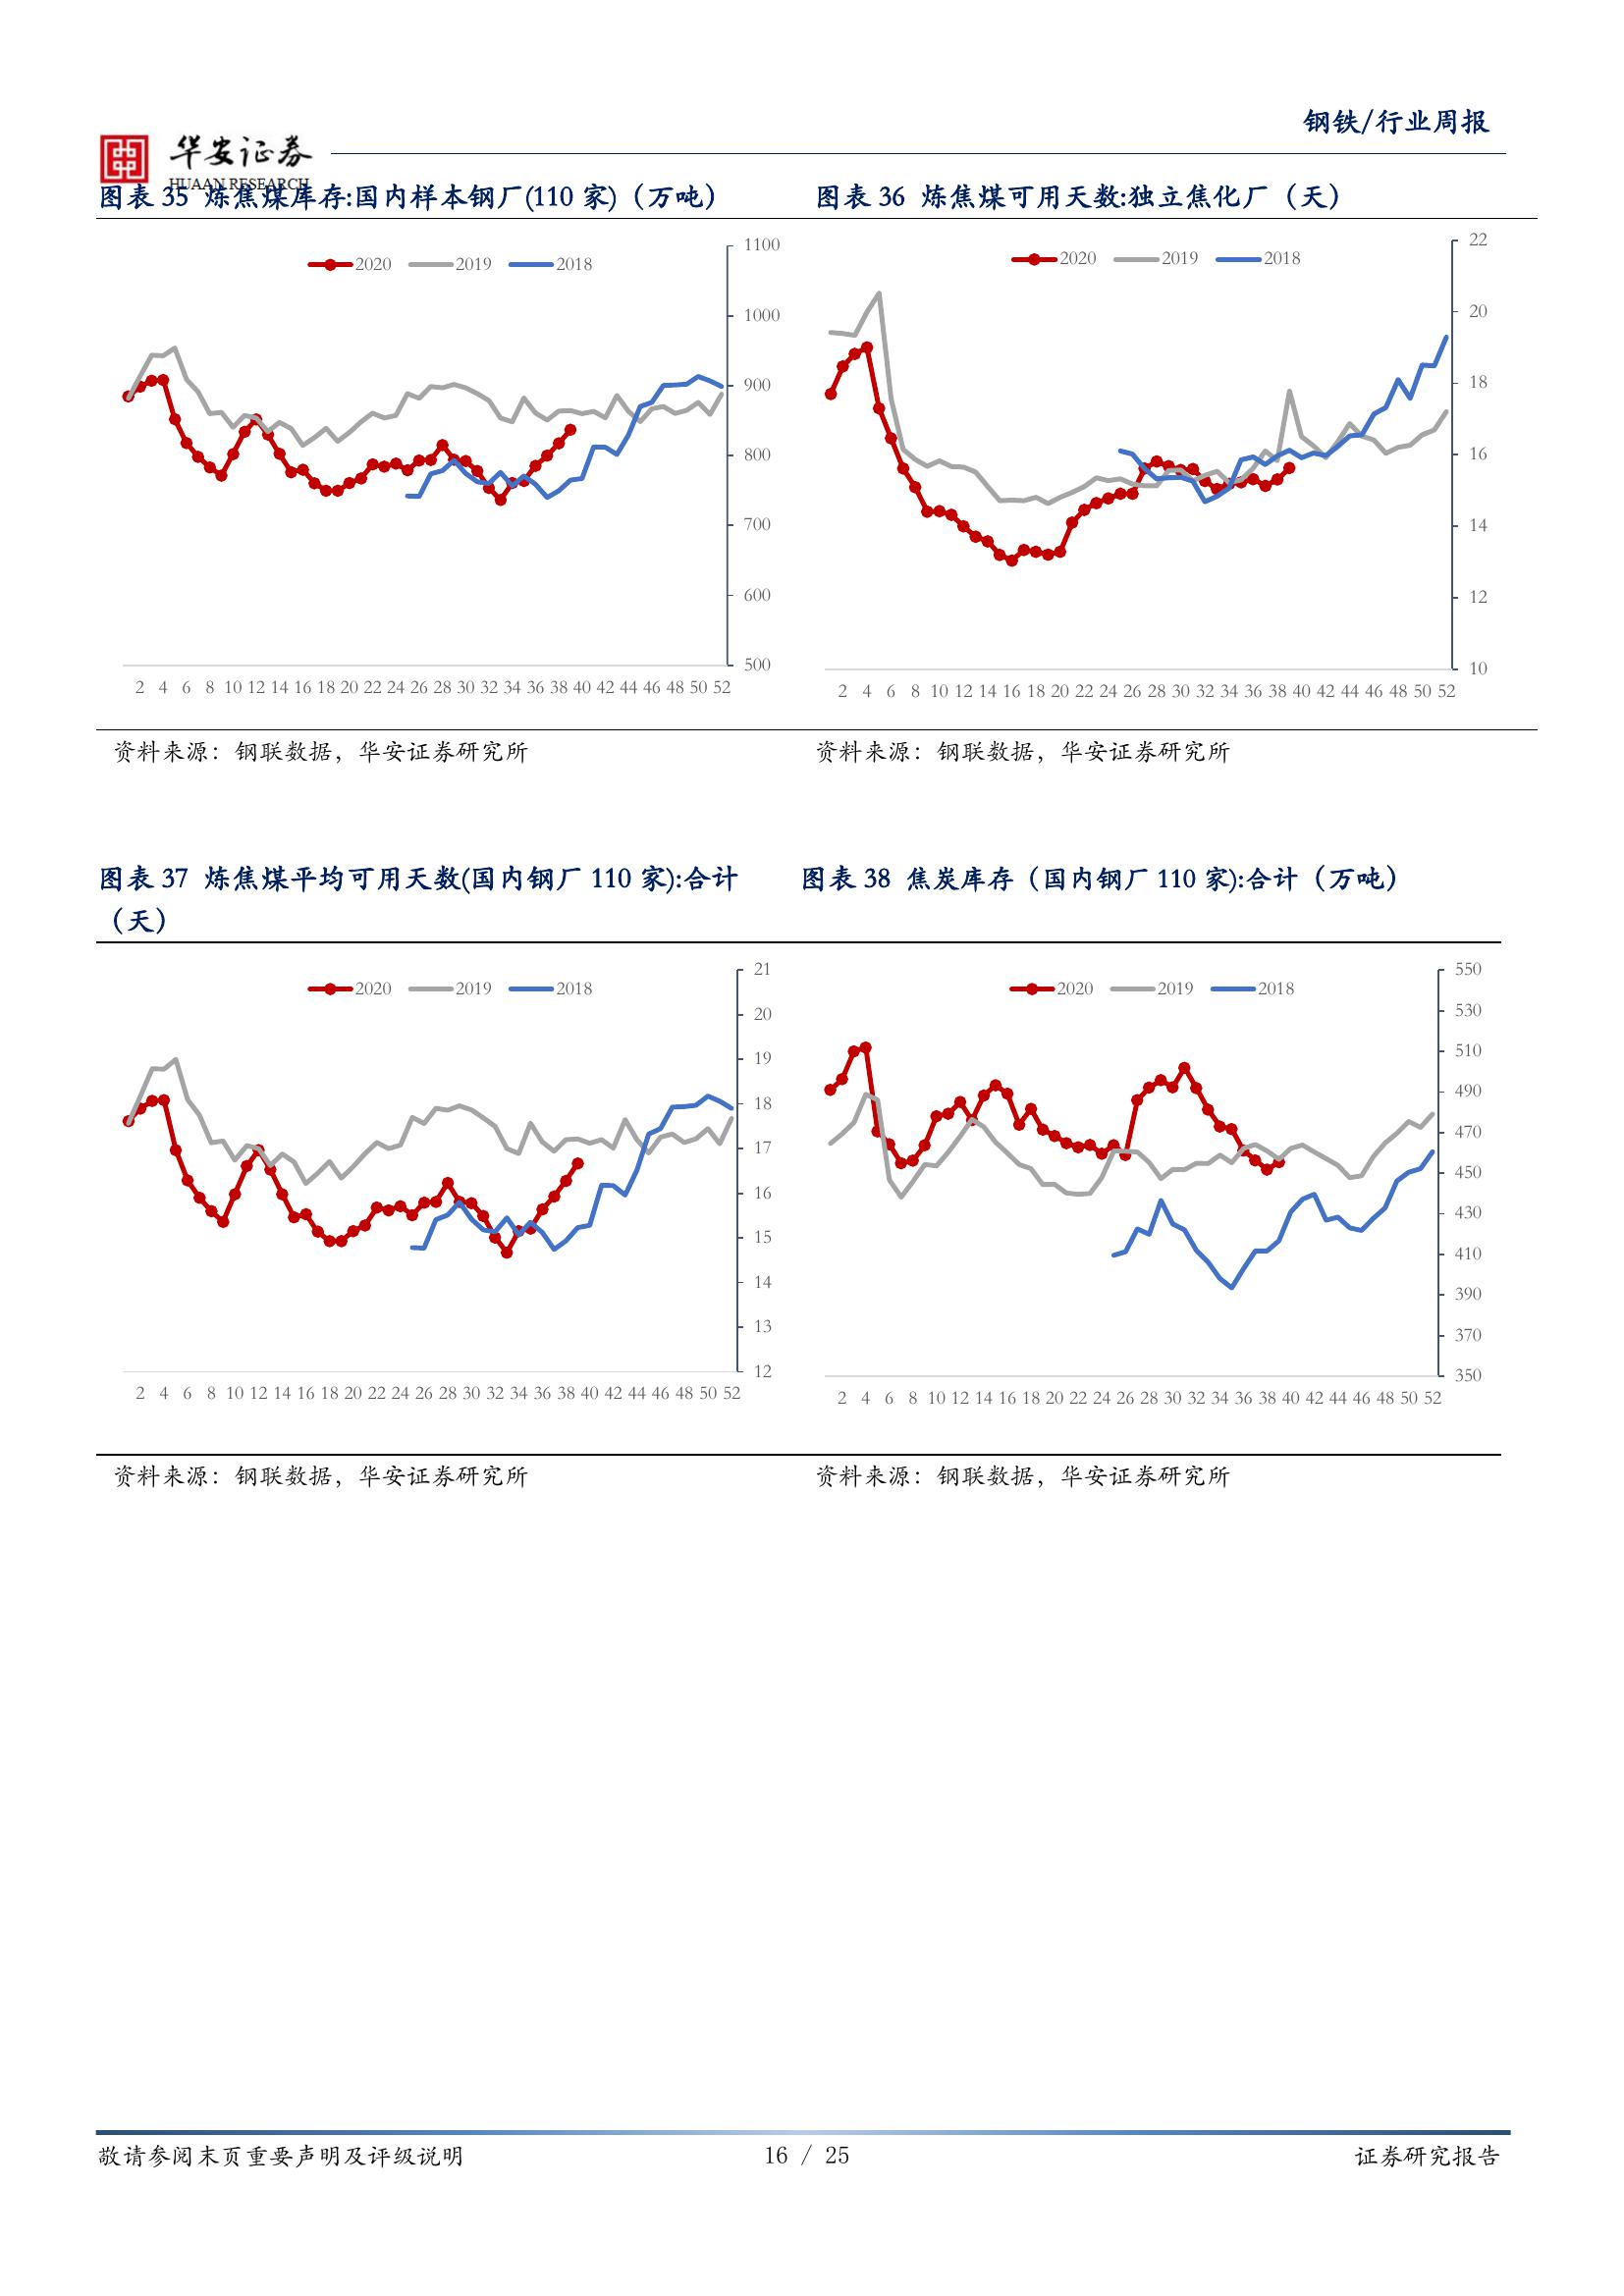 钢铁/行业周报
华安证券
HUAAN RESEARCH
图表 35 炼焦煤库存:国内样本钢厂(110 家)（万吨）
图表 36 炼焦煤可用天数:独立焦化厂（天）
2020 2019 2018
1100
1000
900
800
700
600
500
2 4 6 8 10 12 14 16 18 20 22 24 26 28 30 32 34 36 38 40 42 44 46 48 50 52
2020 2019 2018
22
20
18
16
14
12
10
2 4 6 8 10 12 14 16 18 20 22 24 26 28 30 32 34 36 38 40 42 44 46 48 50 52
资料来源：钢联数据，华安证券研究所
资料来源：钢联数据，华安证券研究所
图表 37 炼焦煤平均可用天数(国内钢厂 110 家):合计
（天）
图表 38 焦炭库存（国内钢厂 110 家):合计（万吨）
2020 2019 2018
21
20
19
18
17
16
15
14
13
12
2 4 6 8 10 12 14 16 18 20 22 24 26 28 30 32 34 36 38 40 42 44 46 48 50 52
2020 2019 2018
550
530
510
490
470
450
430
410
390
370
350
2 4 6 8 10 12 14 16 18 20 22 24 26 28 30 32 34 36 38 40 42 44 46 48 50 52
资料来源：钢联数据，华安证券研究所
资料来源：钢联数据，华安证券研究所
敬请参阅末页重要声明及评级说明
16 / 25
证券研究报告